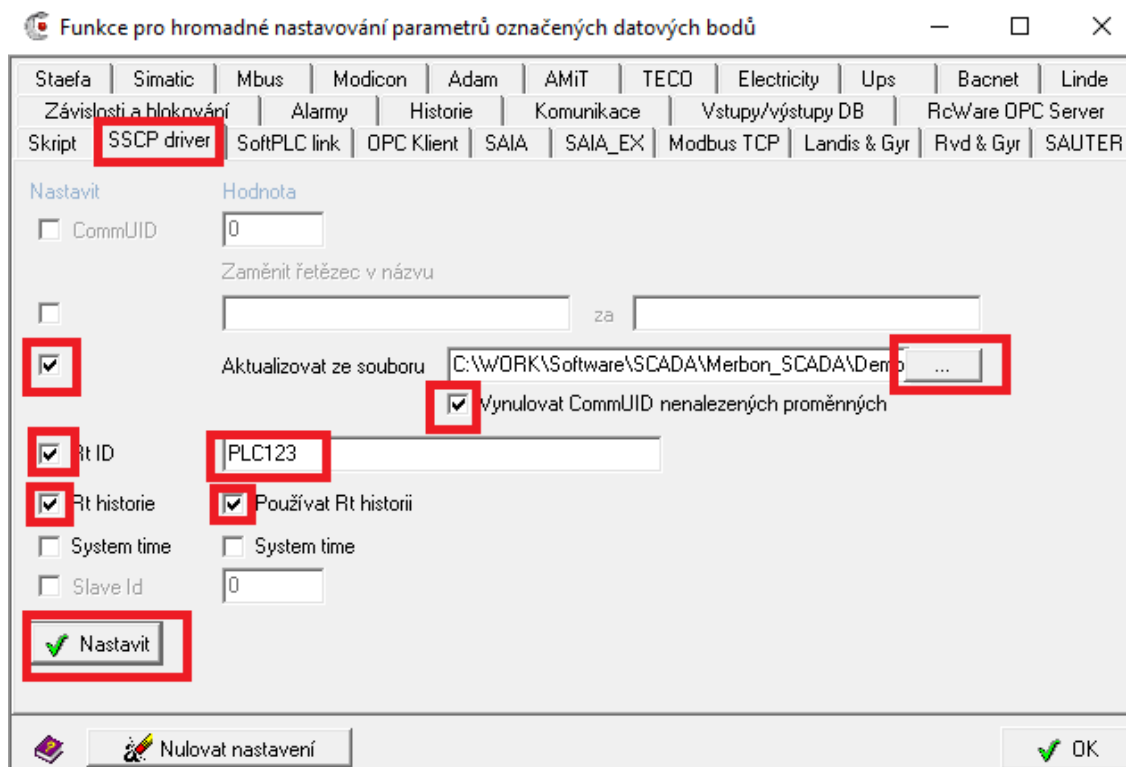 Funkce pro hromadné nastavování parametrů označených datových bodů
Staefa Simatic Mbus Modicon Adam AMiT TECO Electricity Ups Bacnet Linde
Závislosti a blokování Alarmy Historie Komunikace Vstupy/výstupy DB RcWare OPC Server
Skript SSCP driver SoftPLC link OPC Klient SAIA SAIA_EX Modbus TCP Landis & Gyr Rvd & Gyr SAUTER
Nastavit Hodnota
CommUID 0
Zaměnit řetězec v názvu
za
Aktualizovat ze souboru C:\WORK\Software\SCADA\Merbon_SCADA\Demo ...
Vynulovat CommUID nenalezených proměnných
Rt ID PLC123
Rt historie Používat Rt historii
System time System time
Slave Id 0
Nastavit
Nulovat nastavení OK